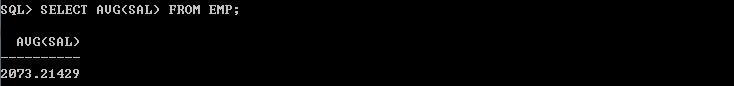 SQL> SELECT AVG(SAL) FROM EMP;
  AVG(SAL)
----------
2073.21429